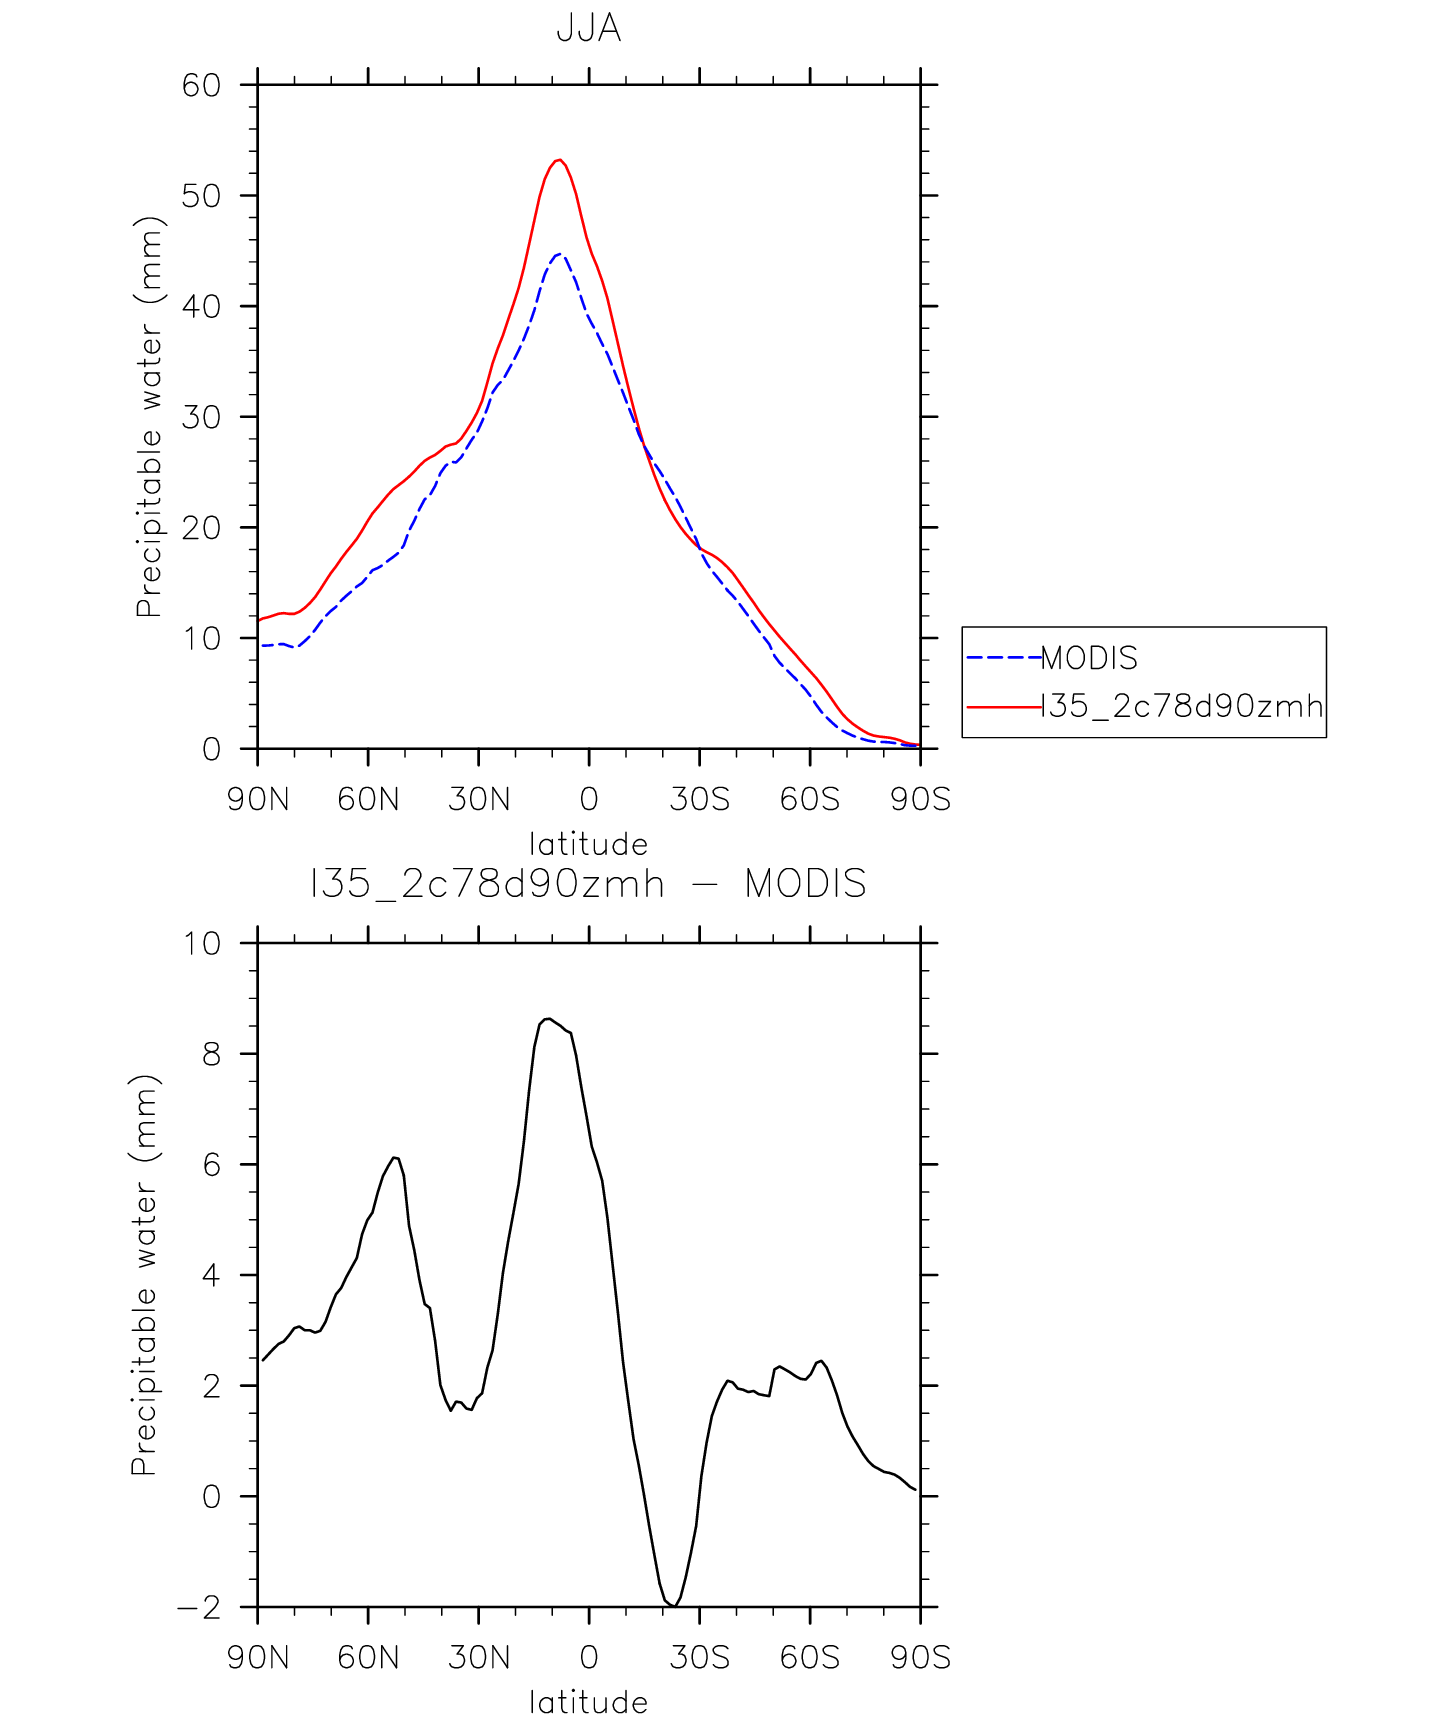 JJA
60
50
40
30
20
10
0
Precipitable water (mm)
90N 60N 30N 0 30S 60S 90S
latitude
MODIS
I35_2c78d90zmh
I35_2c78d90zmh − MODIS
10
8
6
4
2
0
−2
Precipitable water (mm)
90N 60N 30N 0 30S 60S 90S
latitude